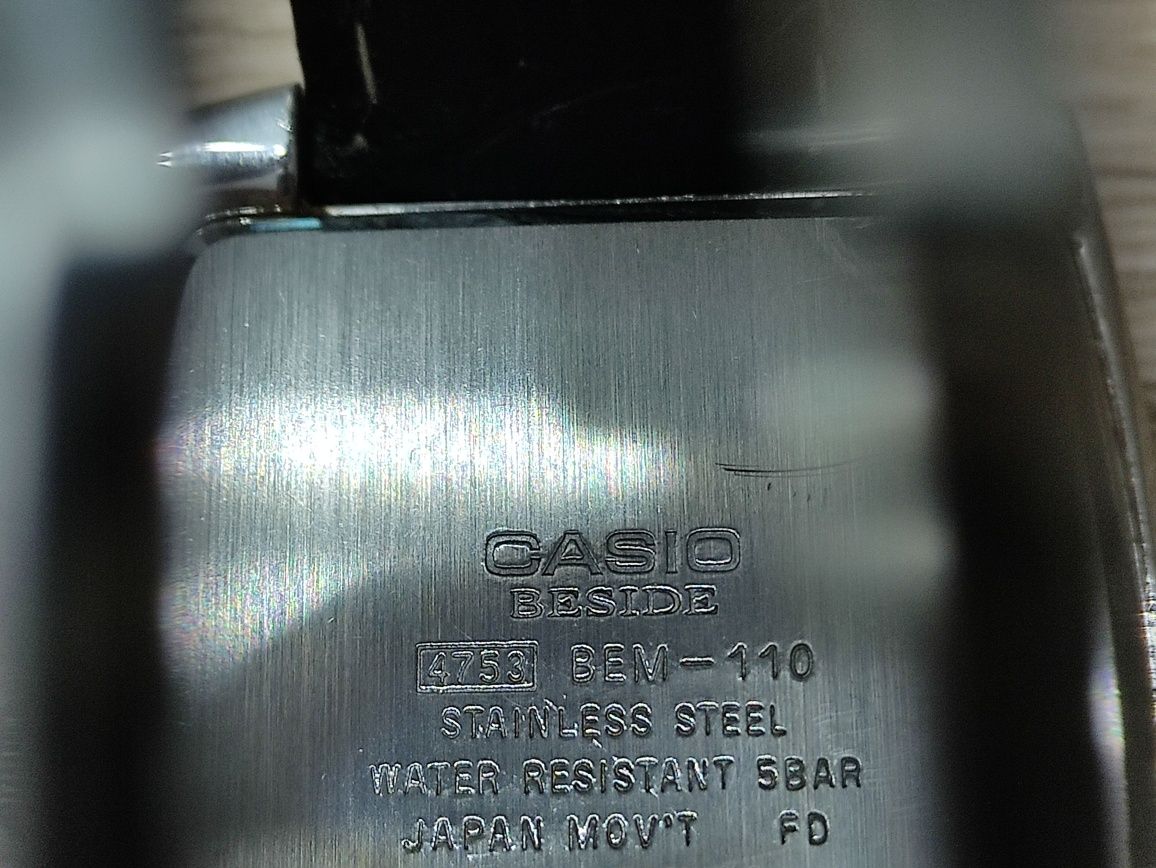 CASIO
BESIDE
4753 BEM-110
STAINLESS STEEL
WATER RESISTANT 5BAR
JAPAN MOV'T FD